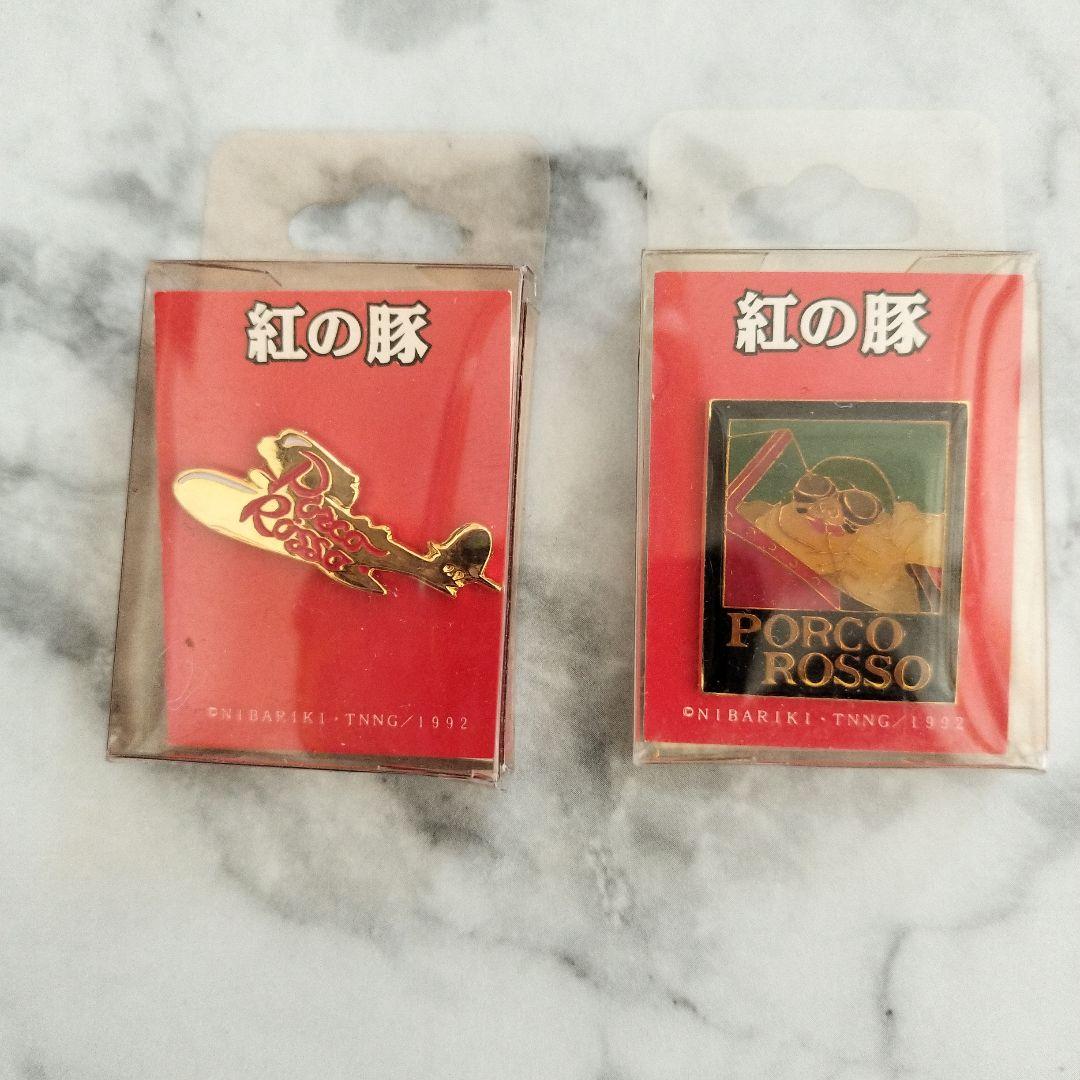 紅の豚
Porco
Rosso
©NIBARIKI・TNNG/1992
紅の豚
PORCO
ROSSO
©NIBARIKI・TNNG/1992